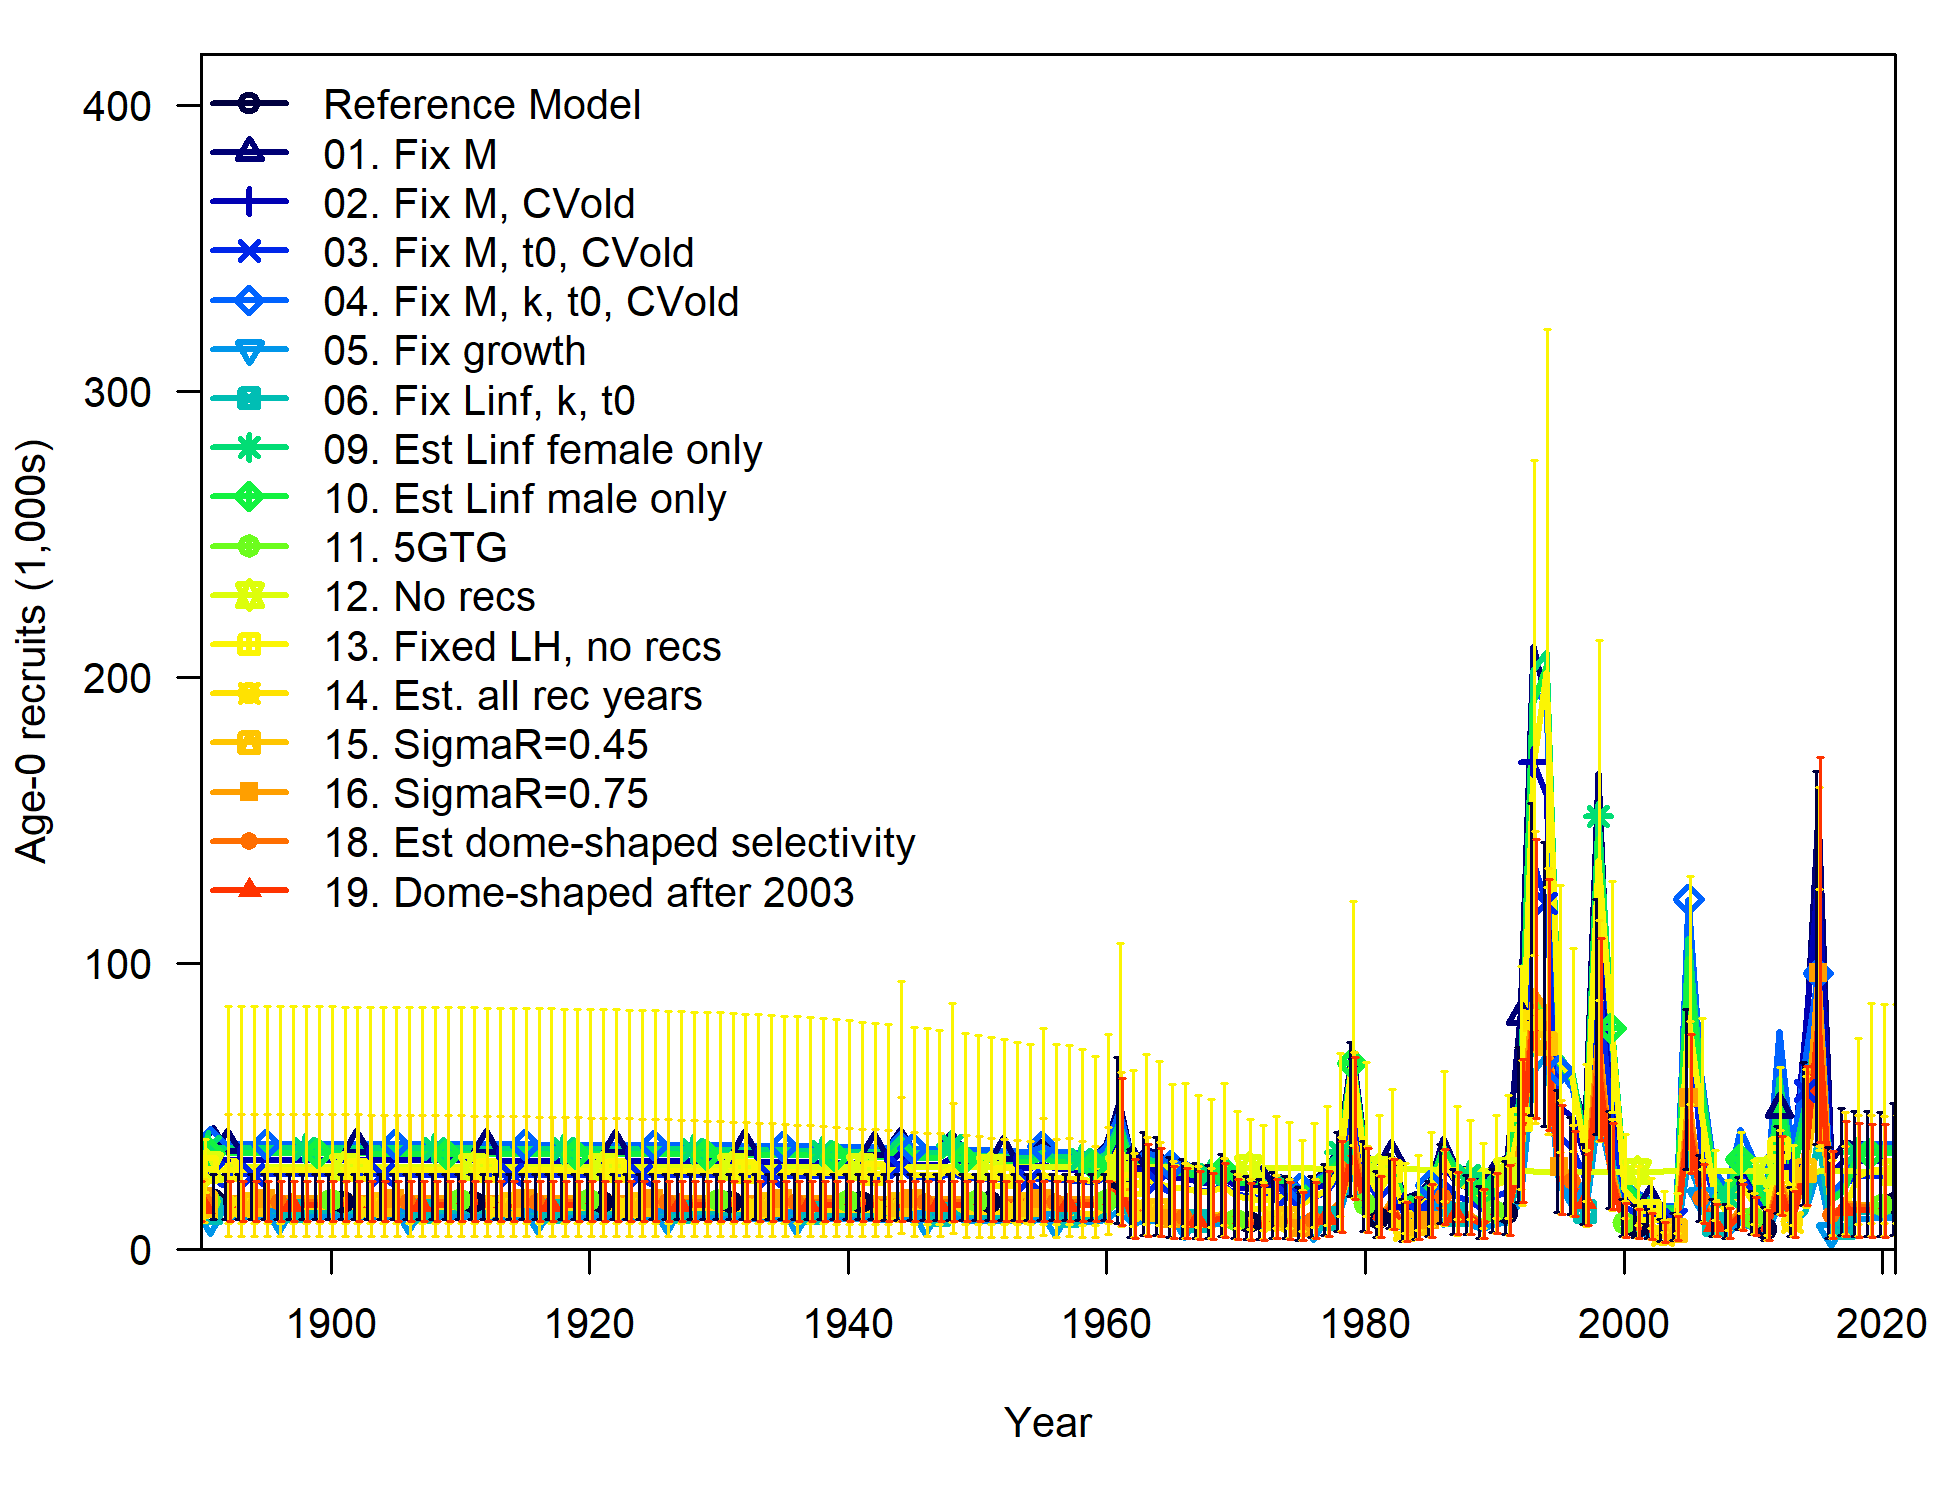 400
300
200
100
0
Age-0 recruits (1,000s)
Reference Model
01. Fix M
02. Fix M, CVold
03. Fix M, t0, CVold
04. Fix M, k, t0, CVold
05. Fix growth
06. Fix Linf, k, t0
09. Est Linf female only
10. Est Linf male only
11. 5GTG
12. No recs
13. Fixed LH, no recs
14. Est. all rec years
15. SigmaR=0.45
16. SigmaR=0.75
18. Est dome-shaped selectivity
19. Dome-shaped after 2003
1900 1920 1940 1960 1980 2000 2020
Year